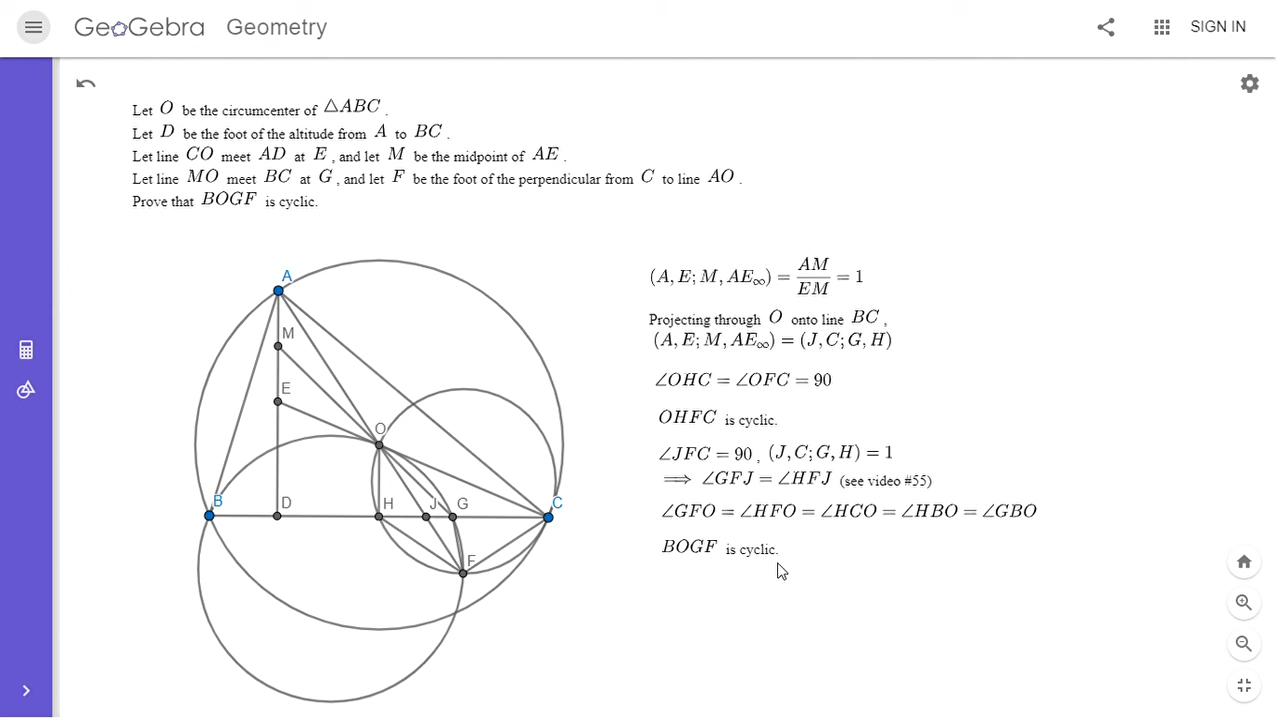 GeoGebra Geometry SIGN IN
Let O be the circumcenter of △ABC .
Let D be the foot of the altitude from A to BC .
Let line CO meet AD at E , and let M be the midpoint of AE .
Let line MO meet BC at G , and let F be the foot of the perpendicular from C to line AO .
Prove that BOGF is cyclic.
(A, E; M, AE∞) = AM/EM = 1
Projecting through O onto line BC ,
(A, E; M, AE∞) = (J, C; G, H)
∠OHC = ∠OFC = 90
OHFC is cyclic.
∠JFC = 90 , (J, C; G, H) = 1
⟹ ∠GFJ = ∠HFJ (see video #55)
∠GFO = ∠HFO = ∠HCO = ∠HBO = ∠GBO
BOGF is cyclic.
A
M
E
O
B
D
H
J
G
C
F